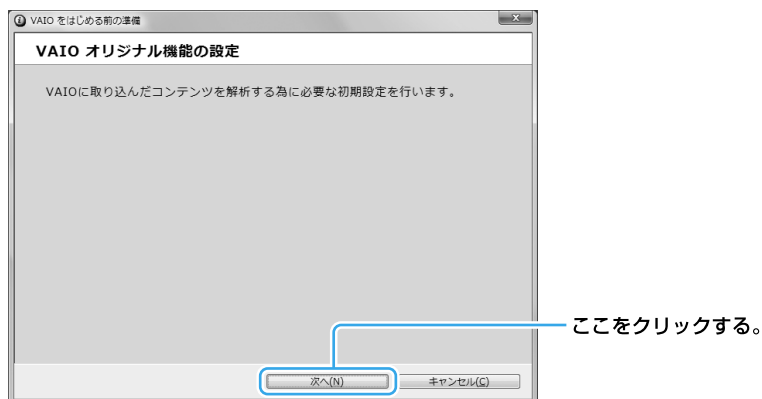 VAIO をはじめる前の準備
VAIO オリジナル機能の設定
VAIOに取り込んだコンテンツを解析する為に必要な初期設定を行います。
ここをクリックする。
次へ(N)
キャンセル(C)